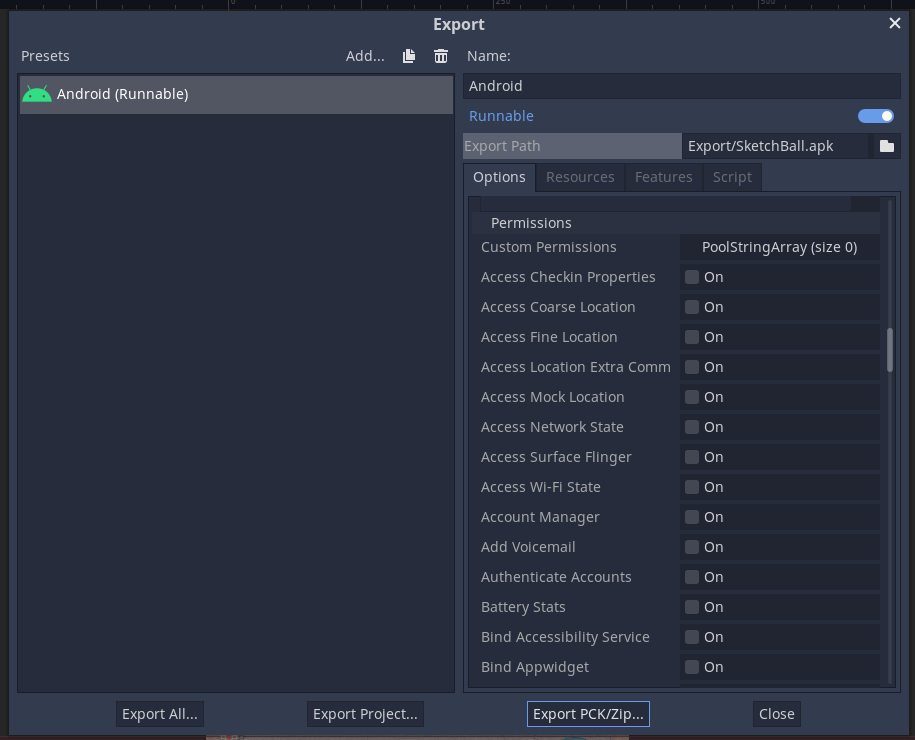 0 250 500
Export
Presets Add... Name:
Android (Runnable)
Android
Runnable
Export Path Export/SketchBall.apk
Options Resources Features Script
Permissions
Custom Permissions PoolStringArray (size 0)
Access Checkin Properties On
Access Coarse Location On
Access Fine Location On
Access Location Extra Comm On
Access Mock Location On
Access Network State On
Access Surface Flinger On
Access Wi-Fi State On
Account Manager On
Add Voicemail On
Authenticate Accounts On
Battery Stats On
Bind Accessibility Service On
Bind Appwidget On
Export All... Export Project... Export PCK/Zip... Close